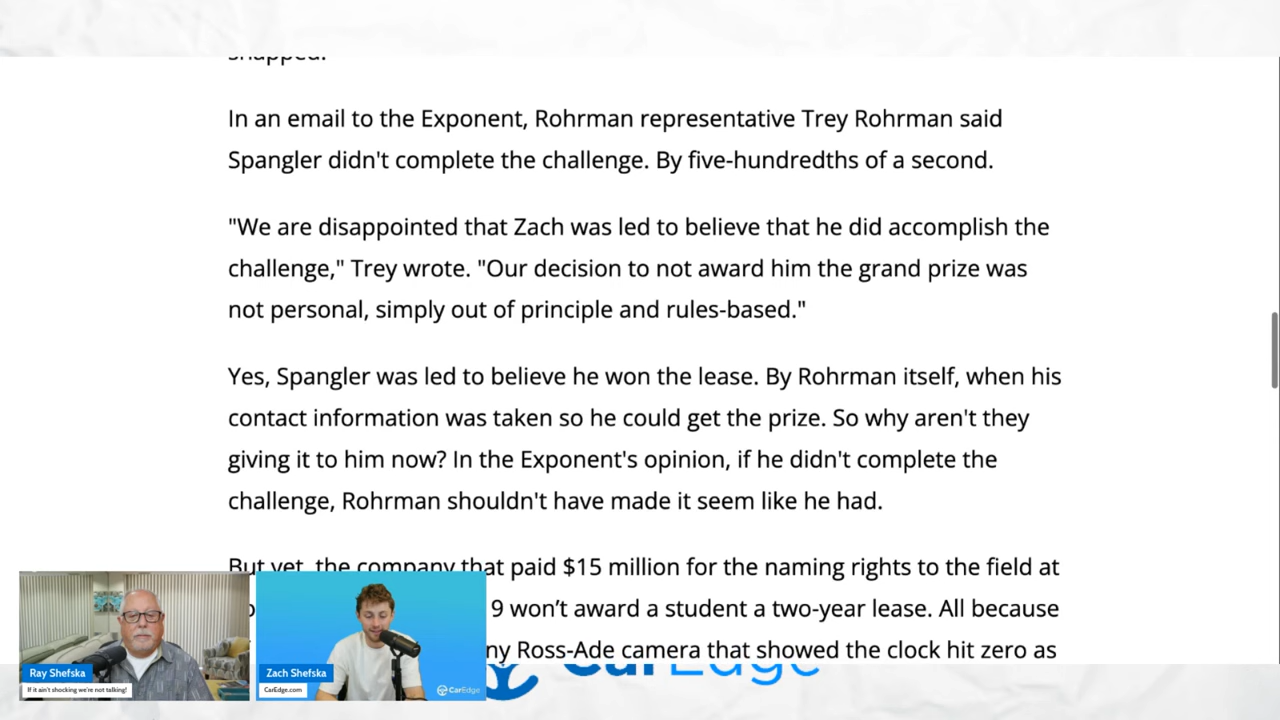 snapped.
In an email to the Exponent, Rohrman representative Trey Rohrman said
Spangler didn't complete the challenge. By five-hundredths of a second.
"We are disappointed that Zach was led to believe that he did accomplish the
challenge," Trey wrote. "Our decision to not award him the grand prize was
not personal, simply out of principle and rules-based."
Yes, Spangler was led to believe he won the lease. By Rohrman itself, when his
contact information was taken so he could get the prize. So why aren't they
giving it to him now? In the Exponent's opinion, if he didn't complete the
challenge, Rohrman shouldn't have made it seem like he had.
But yet, the company that paid $15 million for the naming rights to the field at
9 won’t award a student a two-year lease. All because
Ross-Ade camera that showed the clock hit zero as
Ray Shefska
If it ain't shocking we're not talking!
Zach Shefska
CarEdge.com
CarEdge
CarEdge